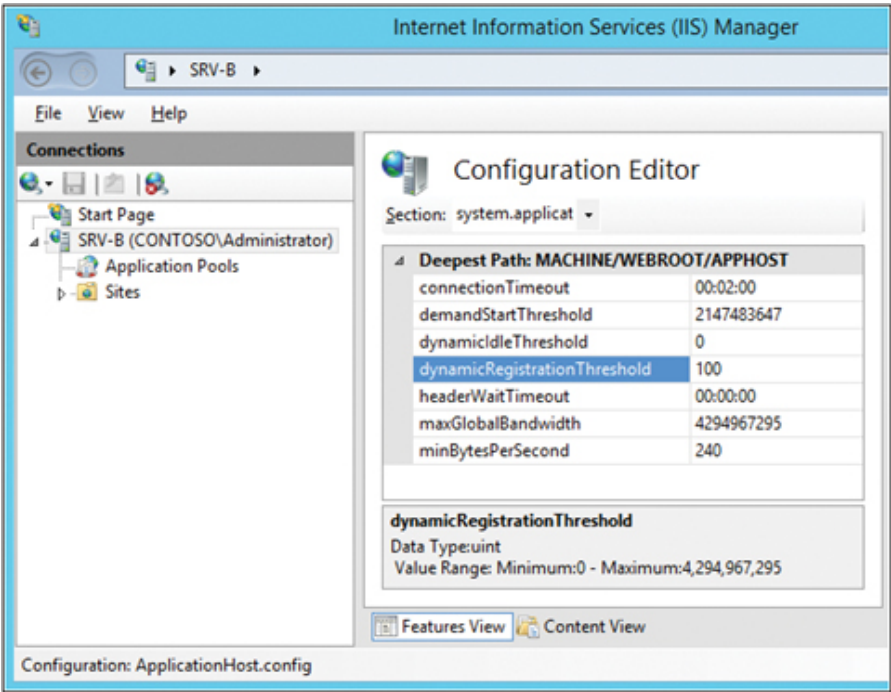 Internet Information Services (IIS) Manager
SRV-B
File View Help
Connections
Start Page
SRV-B (CONTOSO\Administrator)
Application Pools
Sites
Configuration Editor
Section: system.applicat
Deepest Path: MACHINE/WEBROOT/APPHOST
connectionTimeout 00:02:00
demandStartThreshold 2147483647
dynamicIdleThreshold 0
dynamicRegistrationThreshold 100
headerWaitTimeout 00:00:00
maxGlobalBandwidth 4294967295
minBytesPerSecond 240
dynamicRegistrationThreshold
Data Type:uint
Value Range: Minimum:0 - Maximum:4,294,967,295
Features View Content View
Configuration: ApplicationHost.config